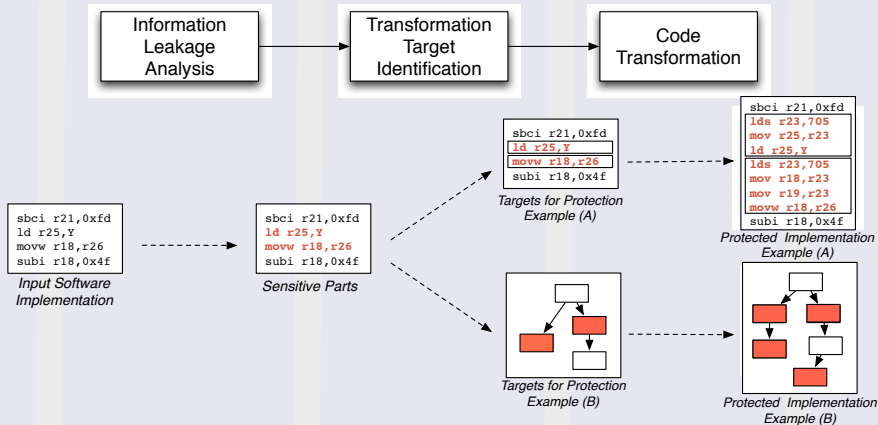 Information
Leakage
Analysis
Transformation
Target
Identification
Code
Transformation
sbci r21,0xfd
ld r25,Y
movw r18,r26
subi r18,0x4f
Input Software
Implementation
sbci r21,0xfd
ld r25,Y
movw r18,r26
subi r18,0x4f
Sensitive Parts
sbci r21,0xfd
ld r25,Y
movw r18,r26
subi r18,0x4f
Targets for Protection
Example (A)
sbci r21,0xfd
lds r23,705
mov r25,r23
ld r25,Y
lds r23,705
mov r18,r23
mov r19,r23
movw r18,r26
subi r18,0x4f
Protected Implementation
Example (A)
Targets for Protection
Example (B)
Protected Implementation
Example (B)